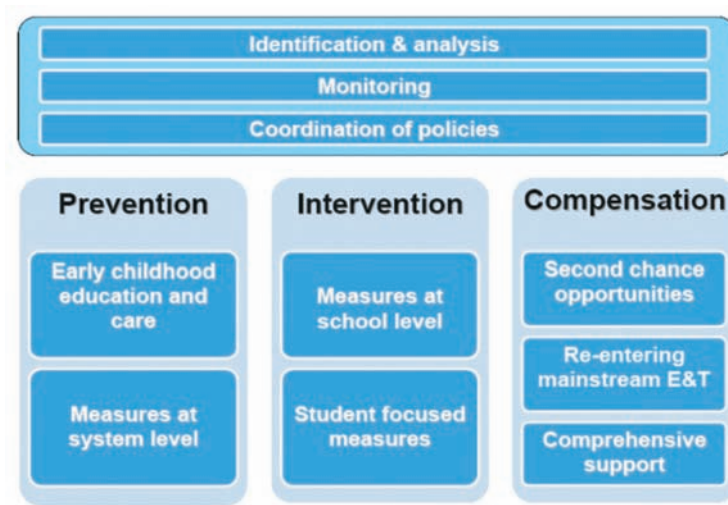 Identification & analysis
Monitoring
Coordination of policies
Prevention
Early childhood
education and
care
Measures at
system level
Intervention
Measures at
school level
Student focused
measures
Compensation
Second chance
opportunities
Re-entering
mainstream E&T
Comprehensive
support